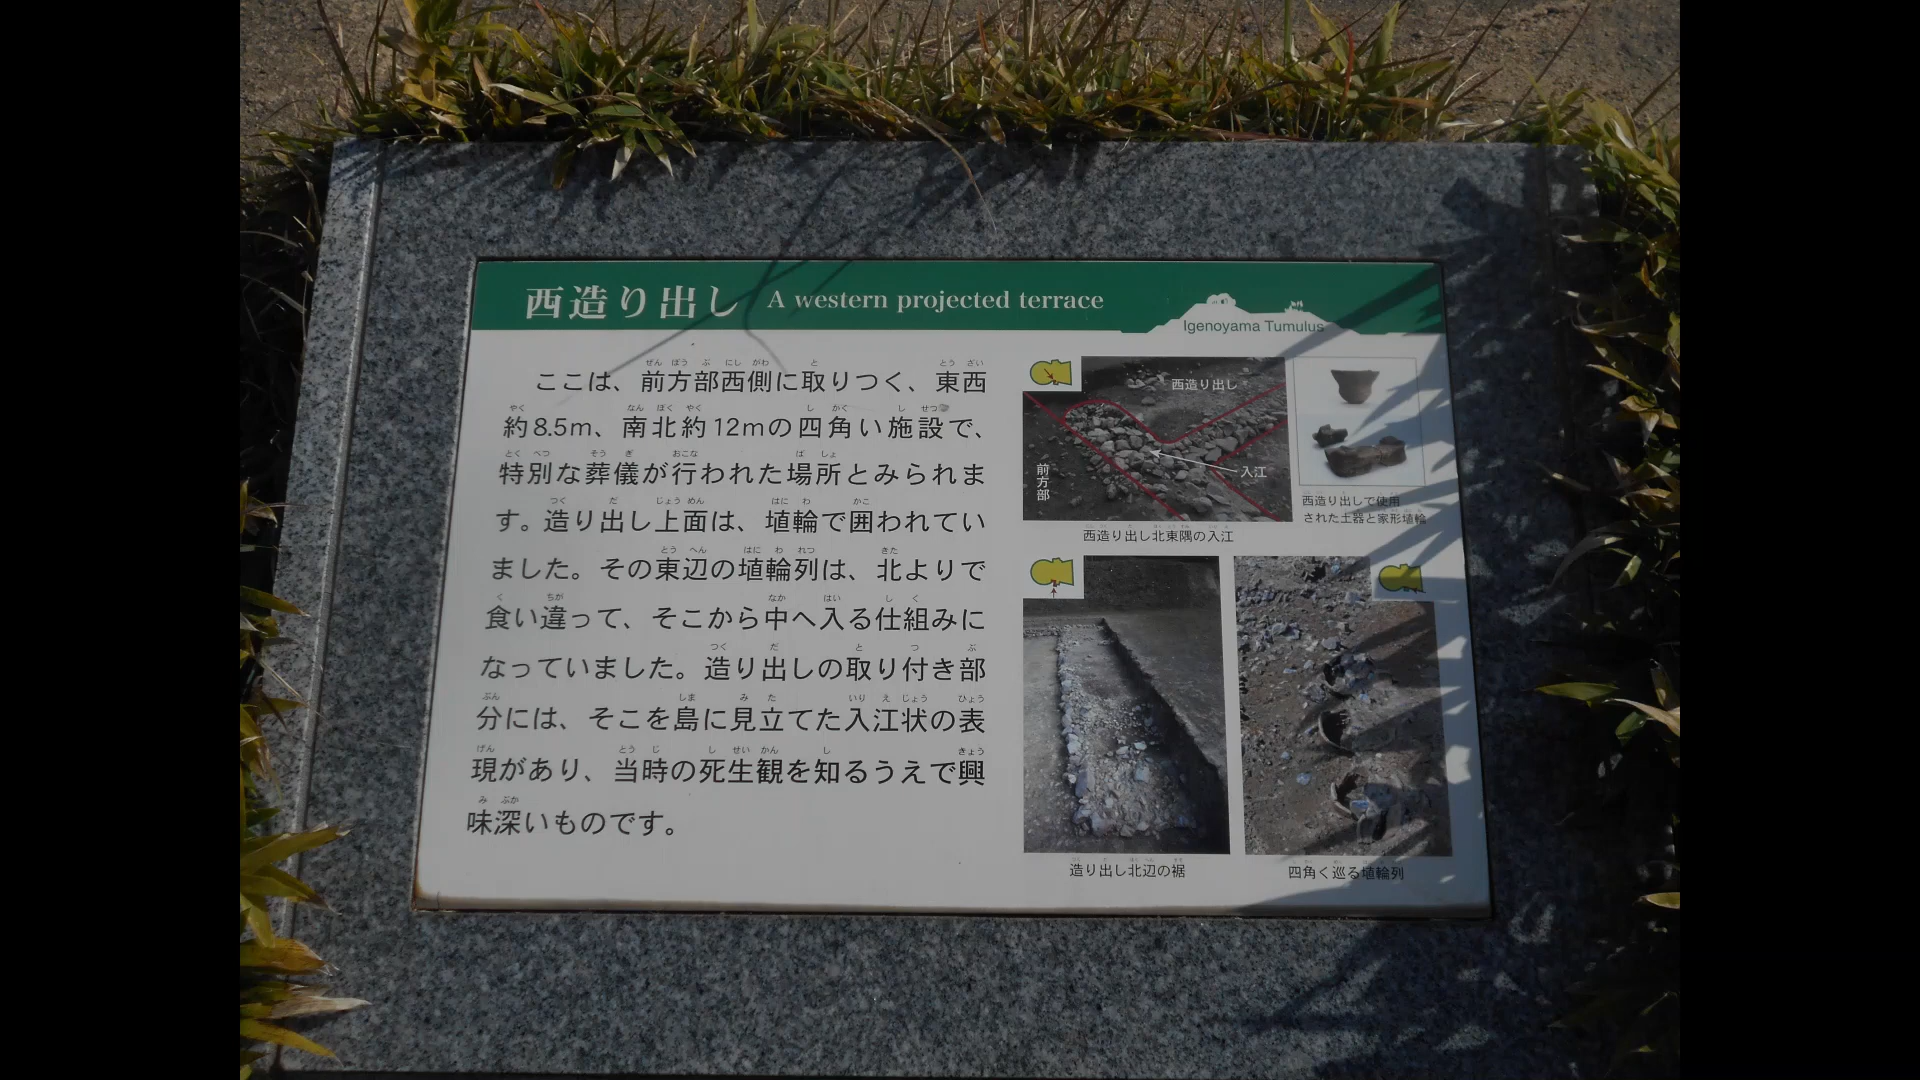 西造り出し A western projected terrace
Igenoyama Tumulus
ここは、前方部西側に取りつく、東西
約8.5m、南北約12mの四角い施設で、
特別な葬儀が行われた場所とみられま
す。造り出し上面は、埴輪で囲われてい
ました。その東辺の埴輪列は、北よりで
食い違って、そこから中へ入る仕組みに
なっていました。造り出しの取り付き部
分には、そこを島に見立てた入江状の表
現があり、当時の死生観を知るうえで興
味深いものです。
西造り出し
前方部
入江
西造り出し北東隅の入江
西造り出しで使用
された土器と家形埴輪
造り出し北辺の裾
四角く巡る埴輪列